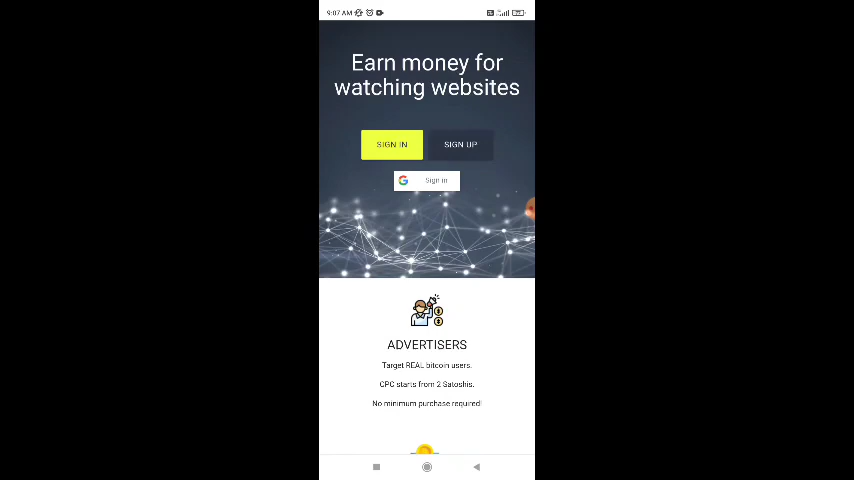 9:07 AM
Earn money for
watching websites
SIGN IN
SIGN UP
Sign in
ADVERTISERS
Target REAL bitcoin users.
CPC starts from 2 Satoshis.
No minimum purchase required!